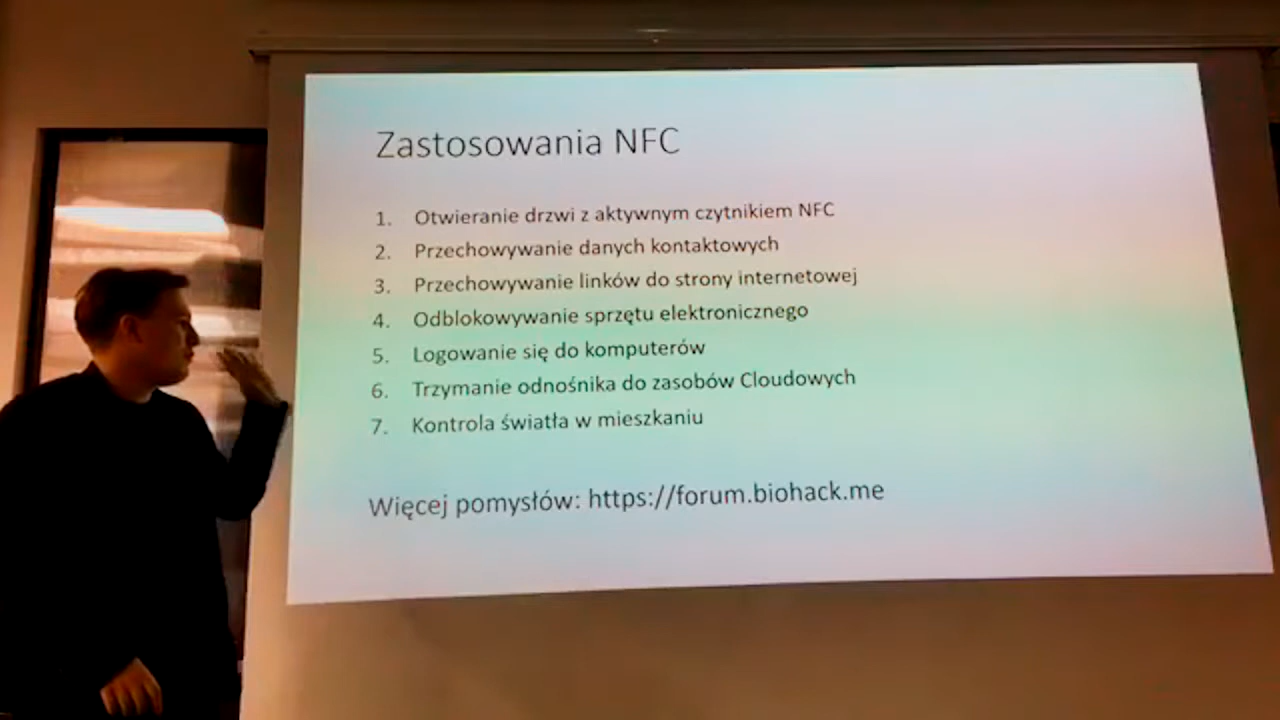 Zastosowania NFC
1. Otwieranie drzwi z aktywnym czytnikiem NFC
2. Przechowywanie danych kontaktowych
3. Przechowywanie linków do strony internetowej
4. Odblokowywanie sprzętu elektronicznego
5. Logowanie się do komputerów
6. Trzymanie odnośnika do zasobów Cloudowych
7. Kontrola światła w mieszkaniu
Więcej pomysłów: https://forum.biohack.me